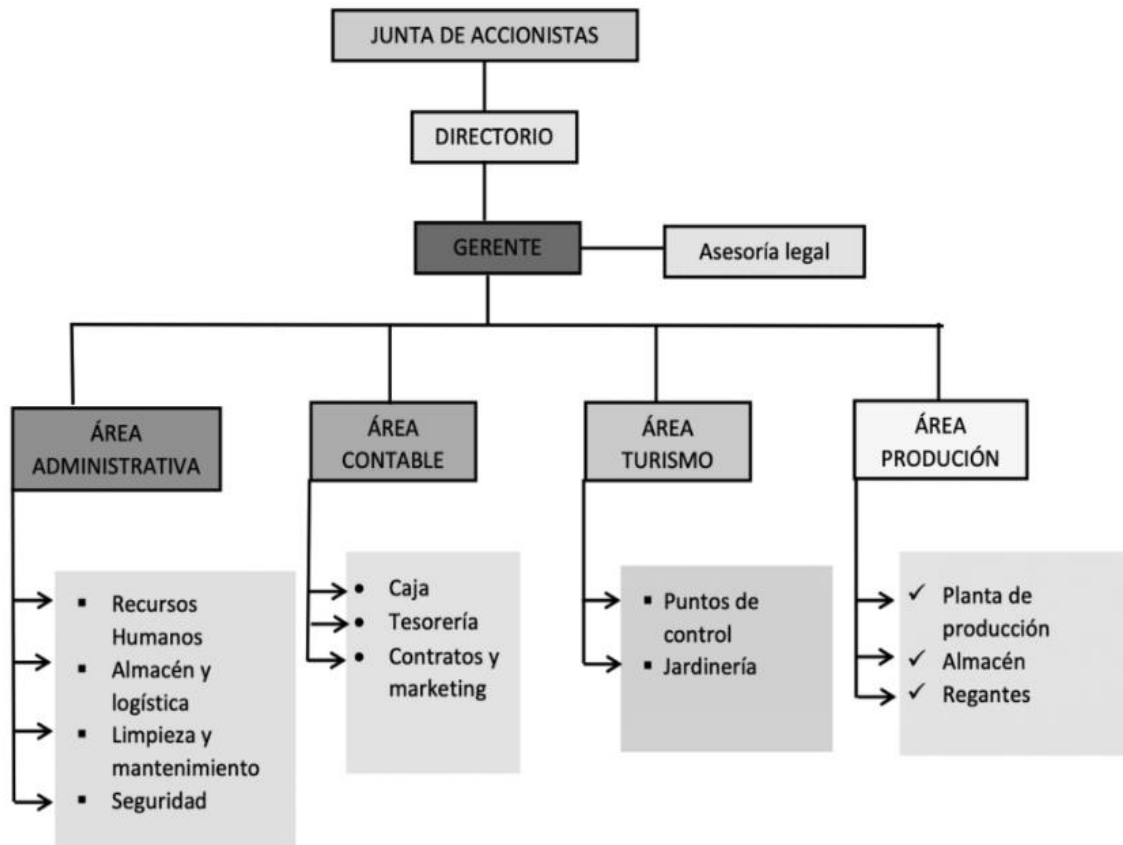 JUNTA DE ACCIONISTAS
DIRECTORIO
GERENTE
Asesoría legal
ÁREA
ADMINISTRATIVA
ÁREA
CONTABLE
ÁREA
TURISMO
ÁREA
PRODUCIÓN
▪ Recursos
Humanos
▪ Almacén y
logística
▪ Limpieza y
mantenimiento
▪ Seguridad
• Caja
• Tesorería
• Contratos y
marketing
▪ Puntos de
control
▪ Jardinería
✓ Planta de
producción
✓ Almacén
✓ Regantes